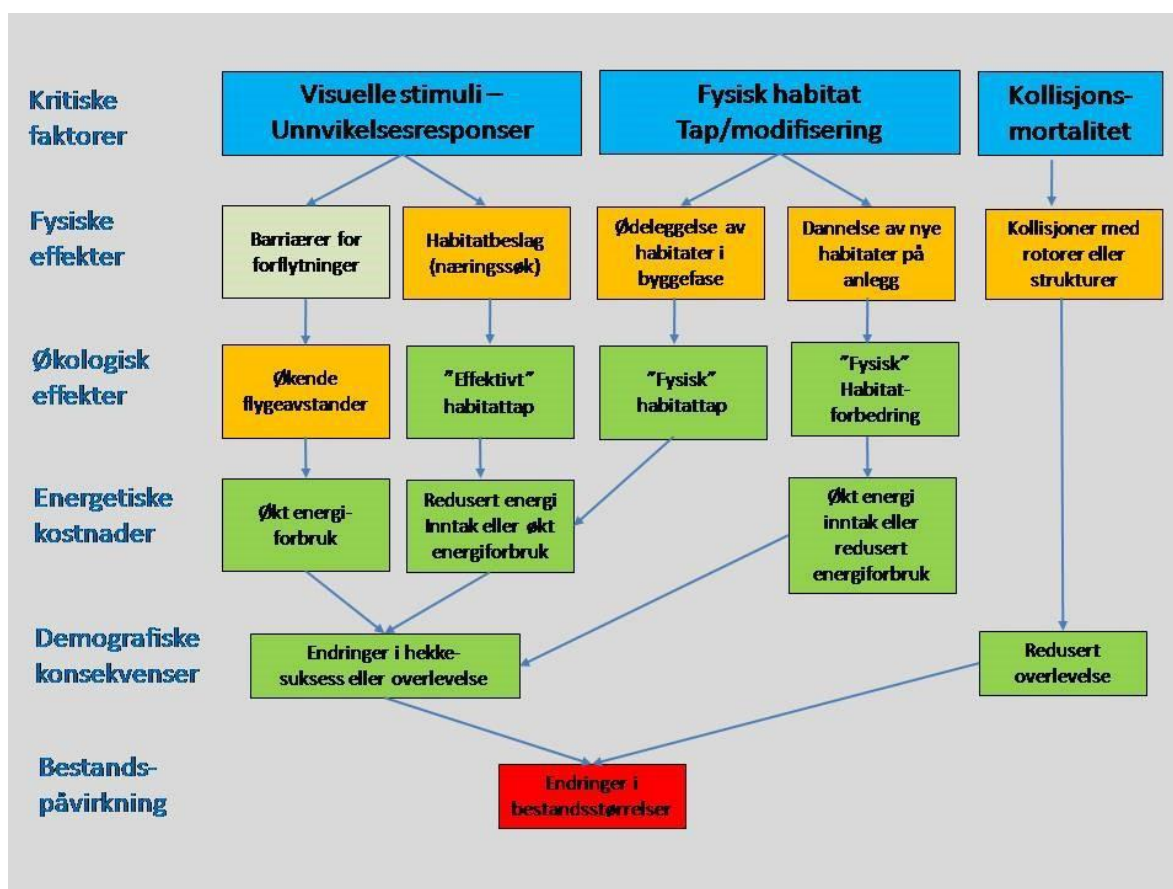 Kritiske
faktorer
Visuelle stimuli –
Unnvikelsesresponser
Fysisk habitat
Tap/modifisering
Kollisjons-
mortalitet
Fysiske
effekter
Barriærer for
forflytninger
Habitatbeslag
(næringssøk)
Ødeleggelse av
habitater i
byggefase
Dannelse av nye
habitater på
anlegg
Kollisjoner med
rotorer eller
strukturer
Økologisk
effekter
Økende
flygeavstander
"Effektivt"
habitattap
"Fysisk"
habitattap
"Fysisk"
Habitat-
forbedring
Energetiske
kostnader
Økt energi-
forbruk
Redusert energi
Inntak eller økt
energiforbruk
Økt energi
inntak eller
redusert
energiforbruk
Demografiske
konsekvenser
Endringer i hekke-
suksess eller overlevelse
Redusert
overlevelse
Bestands-
påvirkning
Endringer i
bestandsstørrelser